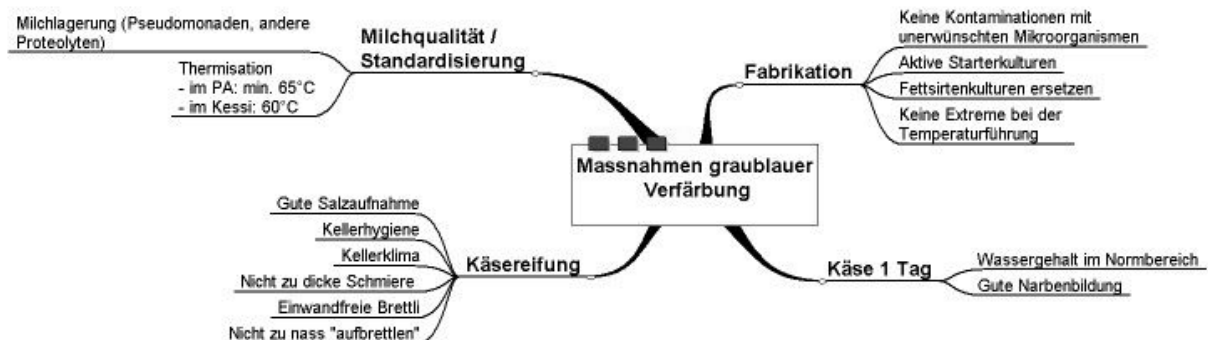 Milchlagerung (Pseudomonaden, andere
Proteolyten)
Thermisation
- im PA: min. 65°C
- im Kessi: 60°C
Milchqualität /
Standardisierung
Fabrikation
Keine Kontaminationen mit
unerwünschten Mikroorganismen
Aktive Starterkulturen
Fettsirtenkulturen ersetzen
Keine Extreme bei der
Temperaturführung
Massnahmen graublauer
Verfärbung
Gute Salzaufnahme
Kellerhygiene
Kellerklima
Nicht zu dicke Schmiere
Einwandfreie Brettli
Nicht zu nass "aufbrettlen"
Käsereifung
Käse 1 Tag
Wassergehalt im Normbereich
Gute Narbenbildung